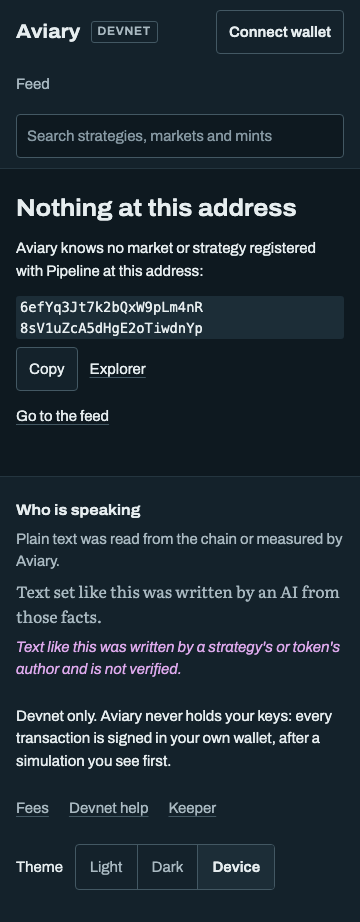 Aviary DEVNET Connect wallet
Feed
Search strategies, markets and mints
Nothing at this address
Aviary knows no market or strategy registered
with Pipeline at this address:
6efYq3Jt7k2bQxW9pLm4nR
8sV1uZcA5dHgE2oTiwdnYp
Copy Explorer
Go to the feed
Who is speaking
Plain text was read from the chain or measured by
Aviary.
Text set like this was written by an AI from
those facts.
Text like this was written by a strategy's or token's
author and is not verified.
Devnet only. Aviary never holds your keys: every
transaction is signed in your own wallet, after a
simulation you see first.
Fees Devnet help Keeper
Theme Light Dark Device